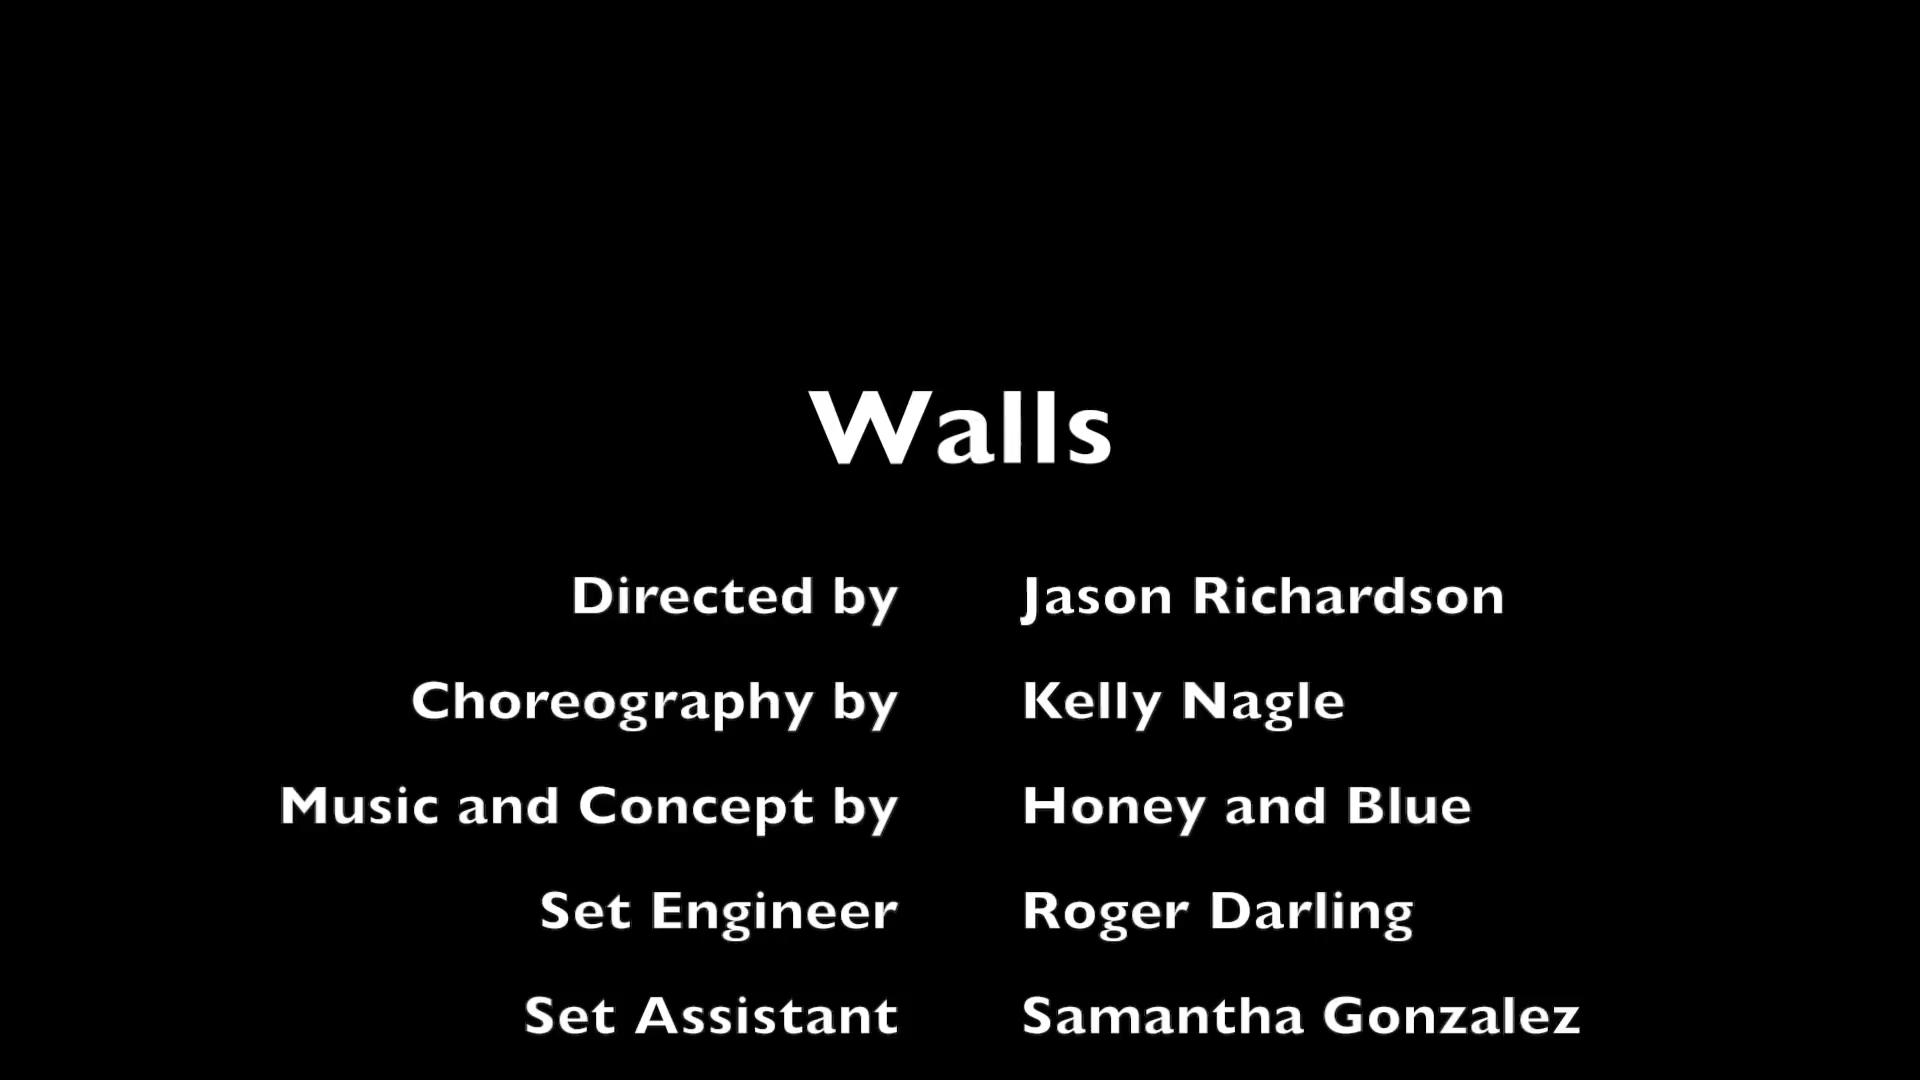 Walls
Directed by Jason Richardson
Choreography by Kelly Nagle
Music and Concept by Honey and Blue
Set Engineer Roger Darling
Set Assistant Samantha Gonzalez